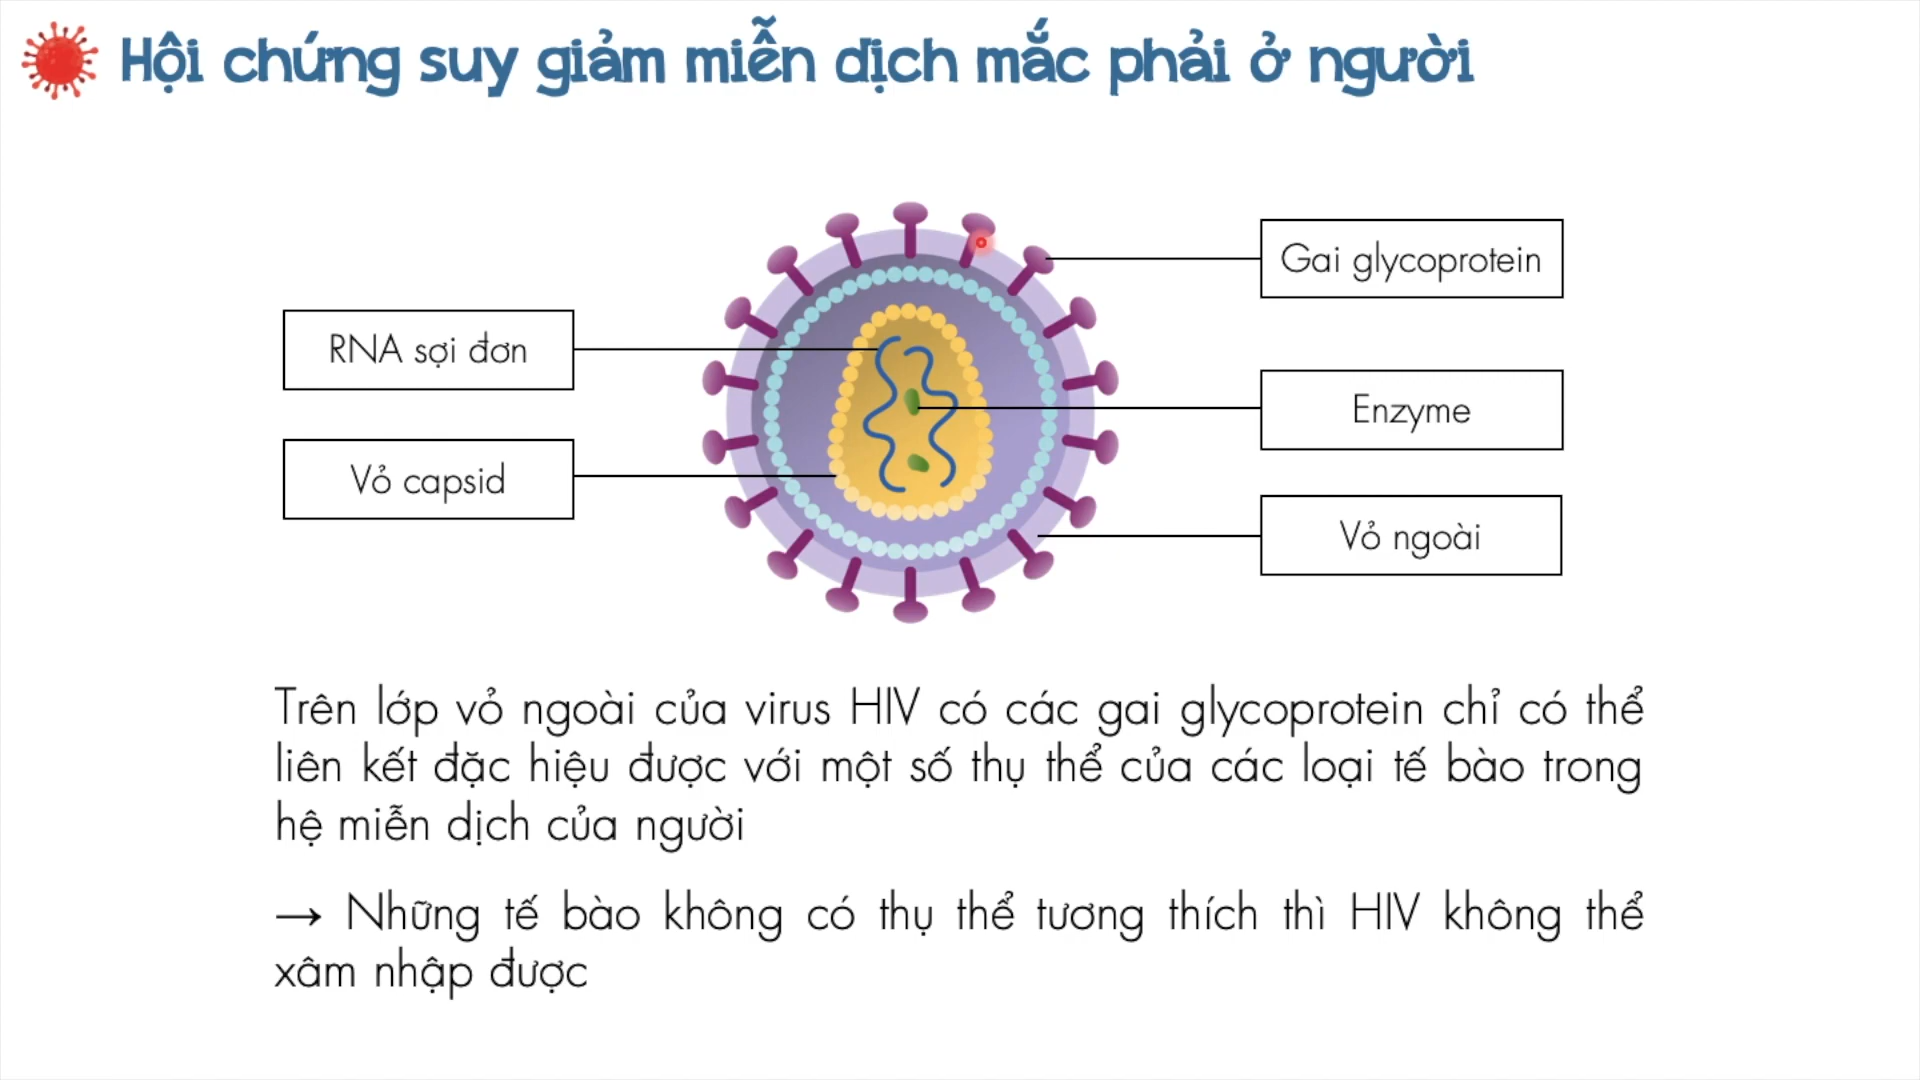 Hội chứng suy giảm miễn dịch mắc phải ở người
Gai glycoprotein
RNA sợi đơn
Enzyme
Vỏ capsid
Vỏ ngoài
Trên lớp vỏ ngoài của virus HIV có các gai glycoprotein chỉ có thể
liên kết đặc hiệu được với một số thụ thể của các loại tế bào trong
hệ miễn dịch của người
→ Những tế bào không có thụ thể tương thích thì HIV không thể
xâm nhập được